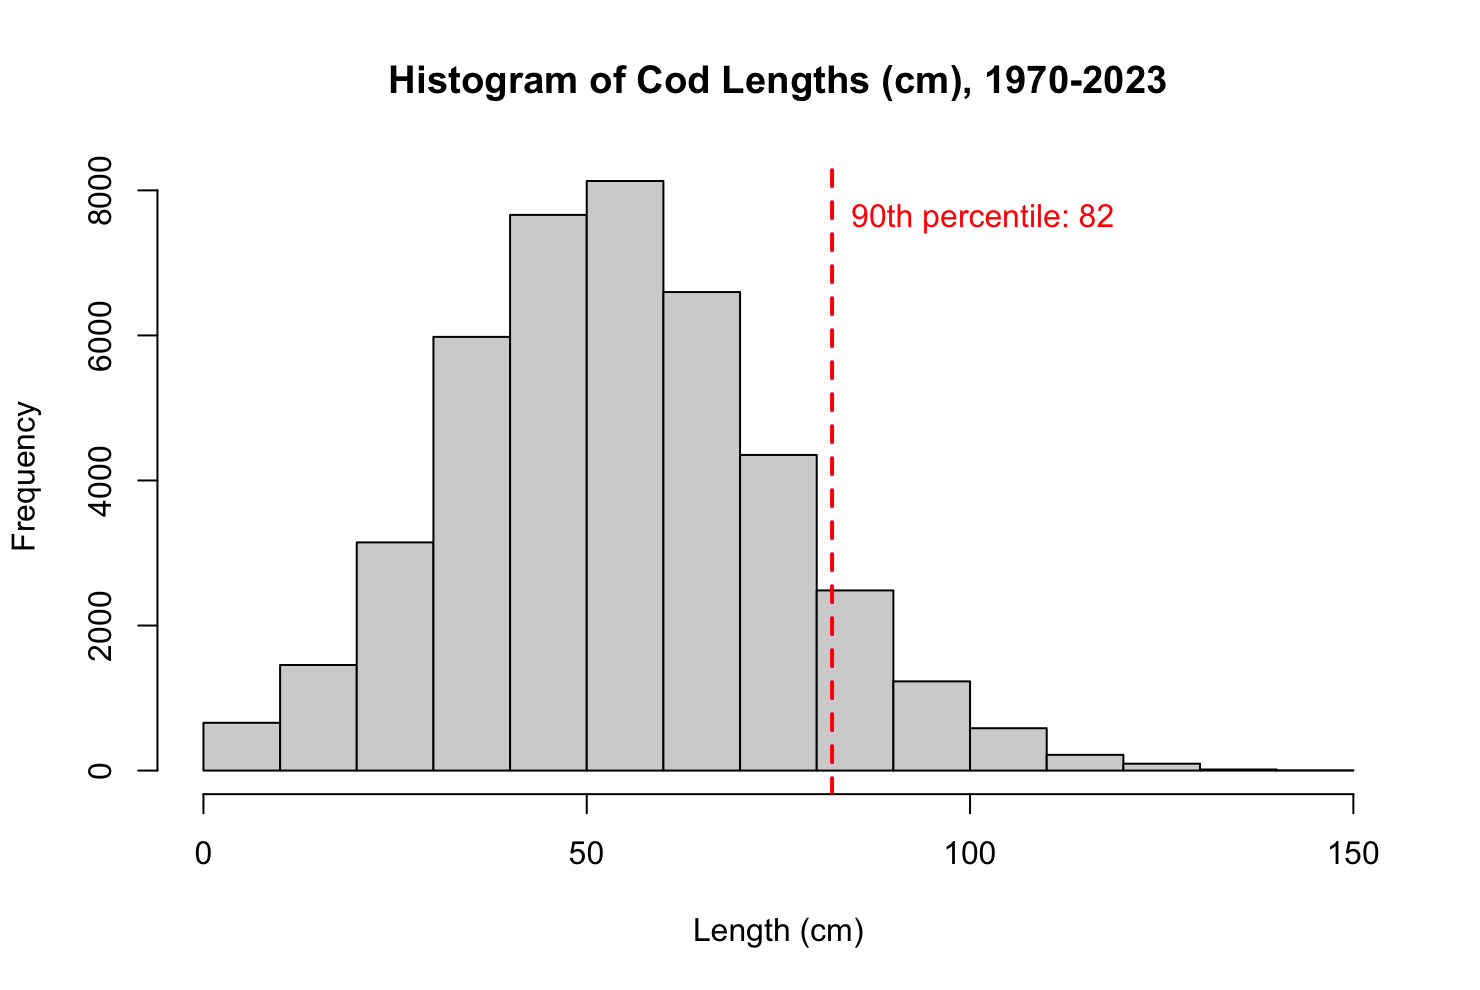 Histogram of Cod Lengths (cm), 1970-2023
90th percentile: 82
Frequency
8000
6000
4000
2000
0
0 50 100 150
Length (cm)